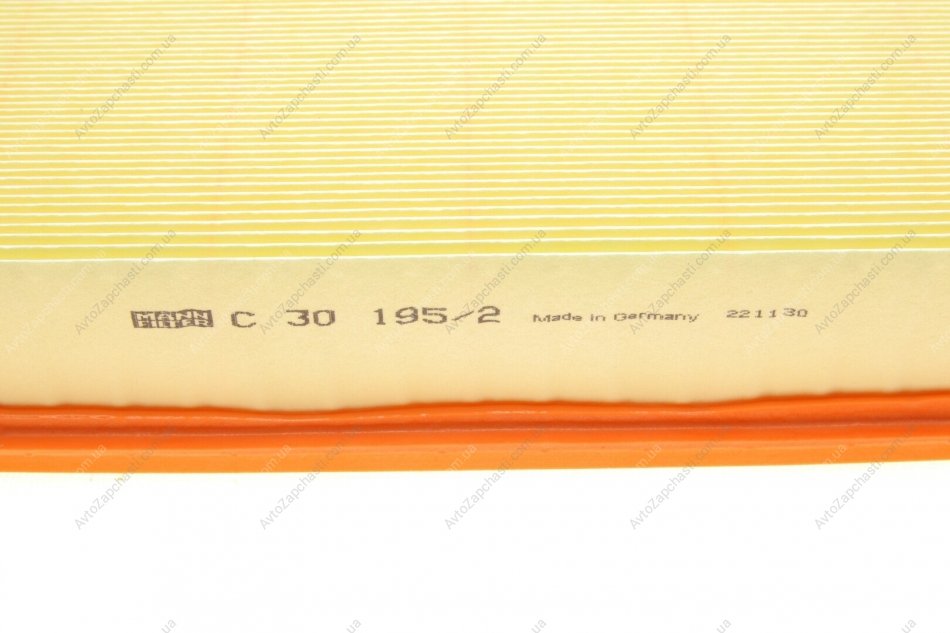 MANN FILTER C 30 195/2 Made in Germany 221130
AvtoZapchasti.com.ua